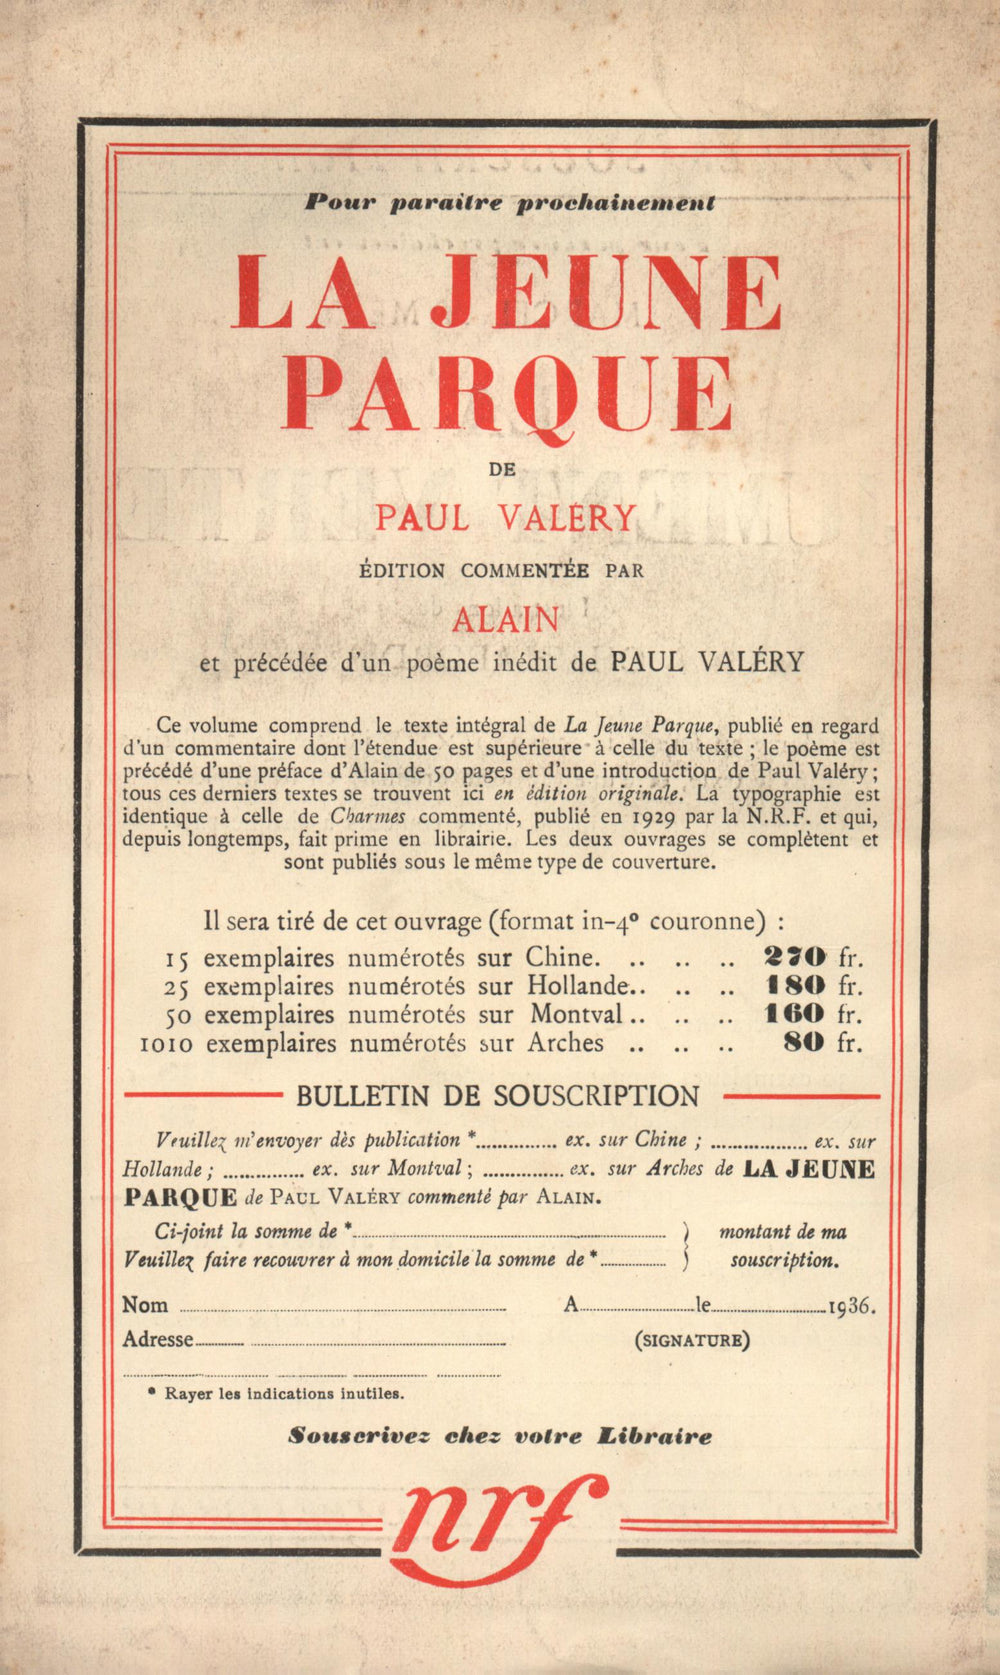 Pour paraître prochainement
LA JEUNE
PARQUE
DE
PAUL VALÉRY
ÉDITION COMMENTÉE PAR
ALAIN
et précédée d'un poème inédit de PAUL VALÉRY
Ce volume comprend le texte intégral de La Jeune Parque, publié en regard
d'un commentaire dont l'étendue est supérieure à celle du texte ; le poème est
précédé d'une préface d'Alain de 50 pages et d'une introduction de Paul Valéry ;
tous ces derniers textes se trouvent ici en édition originale. La typographie est
identique à celle de Charmes commenté, publié en 1929 par la N.R.F. et qui,
depuis longtemps, fait prime en librairie. Les deux ouvrages se complètent et
sont publiés sous le même type de couverture.
Il sera tiré de cet ouvrage (format in-4º couronne) :
15 exemplaires numérotés sur Chine. .. .. .. 270 fr.
25 exemplaires numérotés sur Hollande.. .. .. 180 fr.
50 exemplaires numérotés sur Montval .. .. .. 160 fr.
1010 exemplaires numérotés sur Arches .. .. .. 80 fr.
BULLETIN DE SOUSCRIPTION
Veuillez m'envoyer dès publication *.............. ex. sur Chine ; ................. ex. sur
Hollande ; .............. ex. sur Montval ; .............. ex. sur Arches de LA JEUNE
PARQUE de PAUL VALÉRY commenté par ALAIN.
Ci-joint la somme de *.............. } montant de ma
Veuillez faire recouvrer à mon domicile la somme de *.............. } souscription.
Nom .............. A..............le..............1936.
Adresse.............. (SIGNATURE)
* Rayer les indications inutiles.
Souscrivez chez votre Libraire
nrf